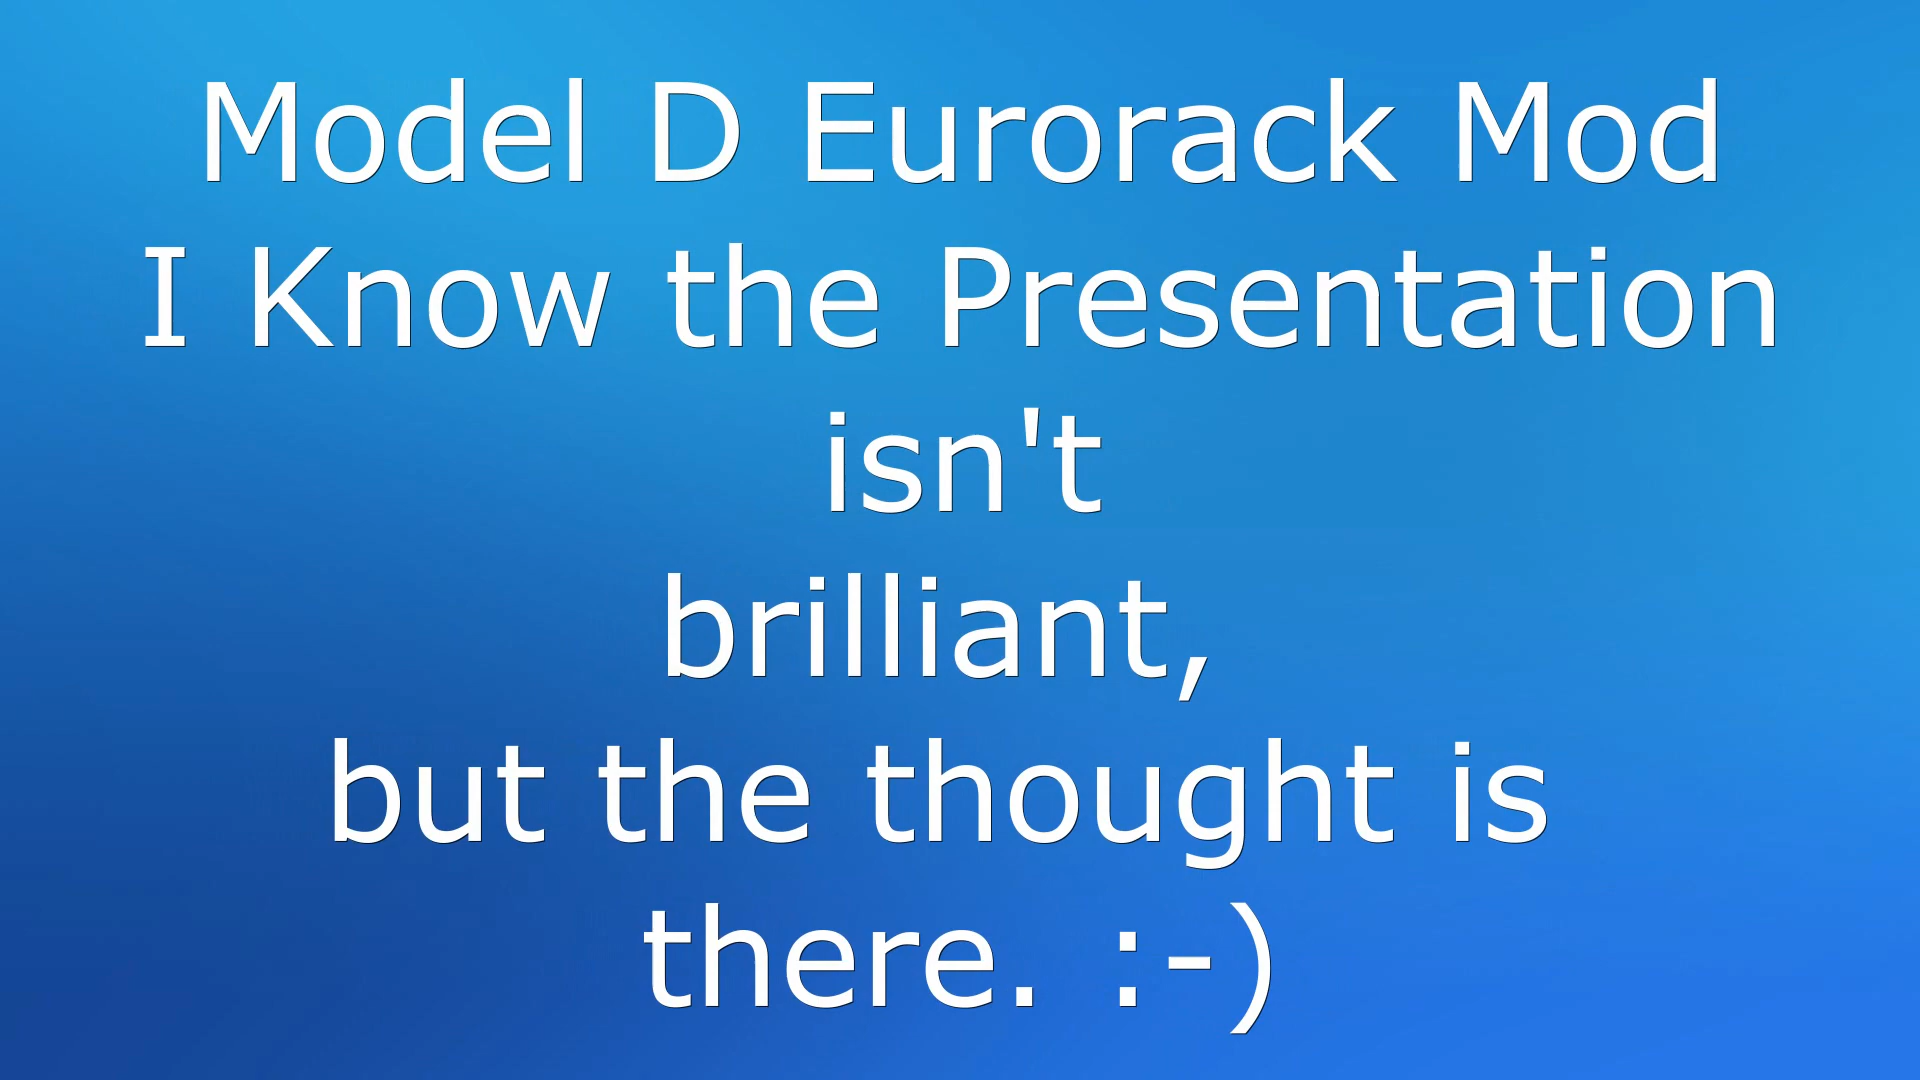 Model D Eurorack Mod
I Know the Presentation
isn't
brilliant,
but the thought is
there. :-)